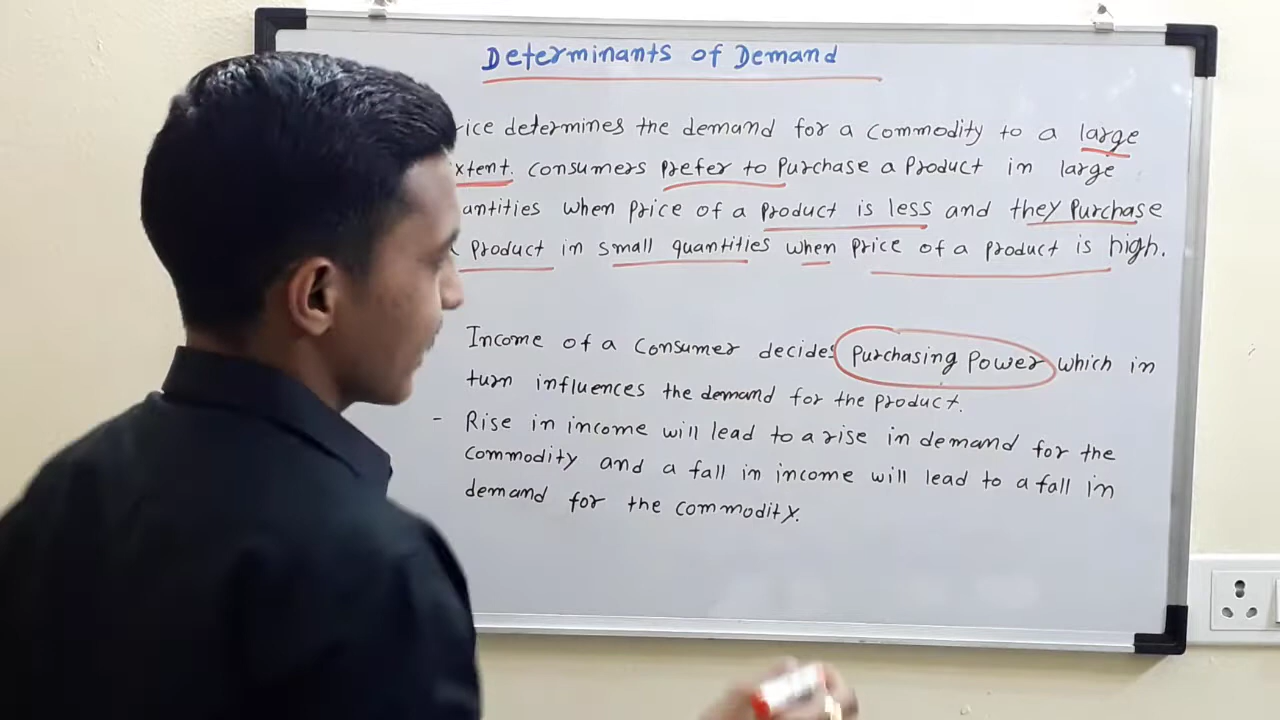 Determinants of Demand
rice determines the demand for a commodity to a large
xtent. consumers prefer to purchase a product in large
antities when price of a product is less and they purchase
product in small quantities when price of a product is high.
Income of a consumer decides purchasing power which in
turn influences the demand for the product.
- Rise in income will lead to a rise in demand for the
commodity and a fall in income will lead to a fall in
demand for the commodity.